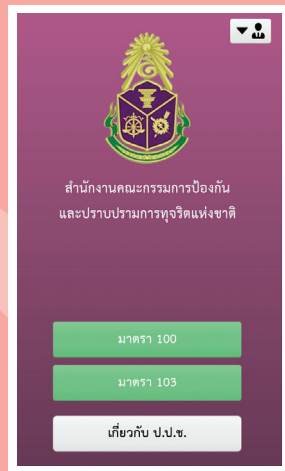 สำนักงานคณะกรรมการป้องกัน
และปราบปรามการทุจริตแห่งชาติ
มาตรา 100
มาตรา 103
เกี่ยวกับ ป.ป.ช.